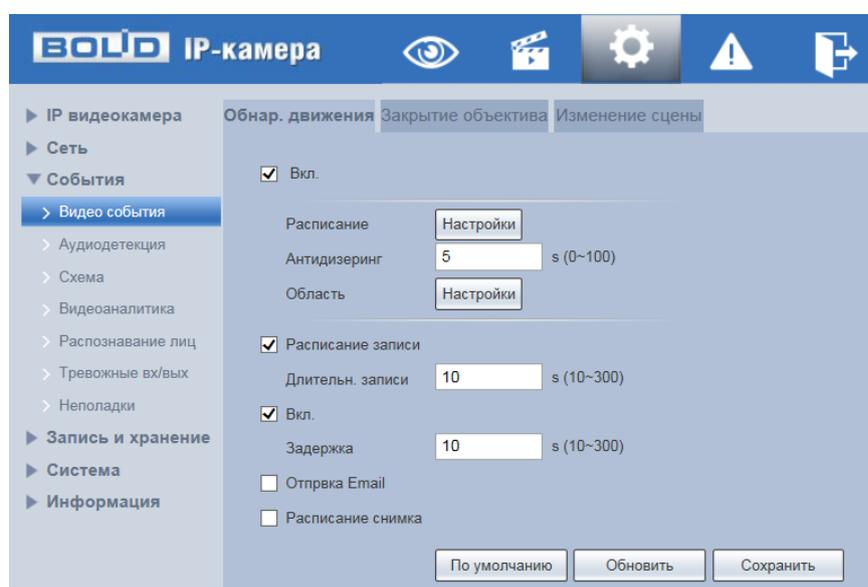 BOLID IP-камера
IP видеокамера
Сеть
События
Видео события
Аудиодетекция
Схема
Видеоаналитика
Распознавание лиц
Тревожные вх/вых
Неполадки
Запись и хранение
Система
Информация
Обнар. движения Закрытие объектива Изменение сцены
Вкл.
Расписание Настройки
Антидизеринг 5 s (0~100)
Область Настройки
Расписание записи
Длительн. записи 10 s (10~300)
Вкл.
Задержка 10 s (10~300)
Отпрвка Email
Расписание снимка
По умолчанию Обновить Сохранить